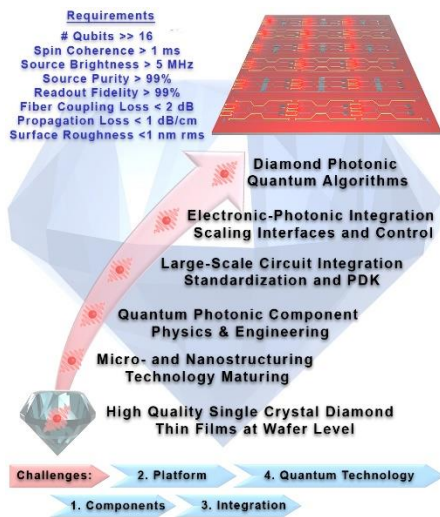 Requirements
# Qubits >> 16
Spin Coherence > 1 ms
Source Brightness > 5 MHz
Source Purity > 99%
Readout Fidelity > 99%
Fiber Coupling Loss < 2 dB
Propagation Loss < 1 dB/cm
Surface Roughness <1 nm rms
Diamond Photonic
Quantum Algorithms
Electronic-Photonic Integration
Scaling Interfaces and Control
Large-Scale Circuit Integration
Standardization and PDK
Quantum Photonic Component
Physics & Engineering
Micro- and Nanostructuring
Technology Maturing
High Quality Single Crystal Diamond
Thin Films at Wafer Level
Challenges:
2. Platform
4. Quantum Technology
1. Components
3. Integration